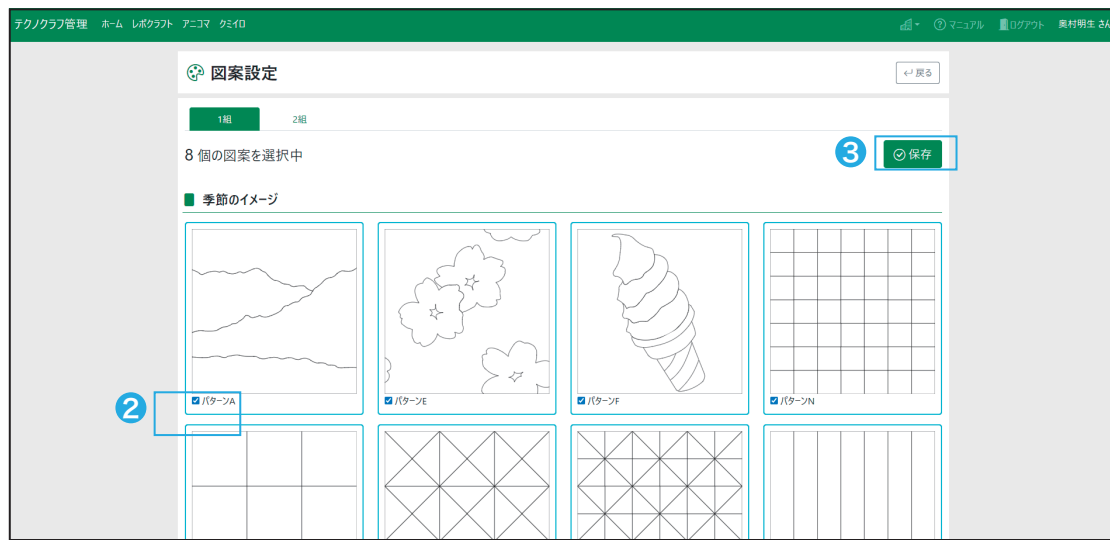 テクノクラフ管理 ホーム レポクラフト アニコマ クミイロ マニュアル ログアウト 奥村明生 さん
図案設定 戻る
1組 2組
8 個の図案を選択中 3 保存
季節のイメージ
パターンA パターンE パターンF パターンN
2